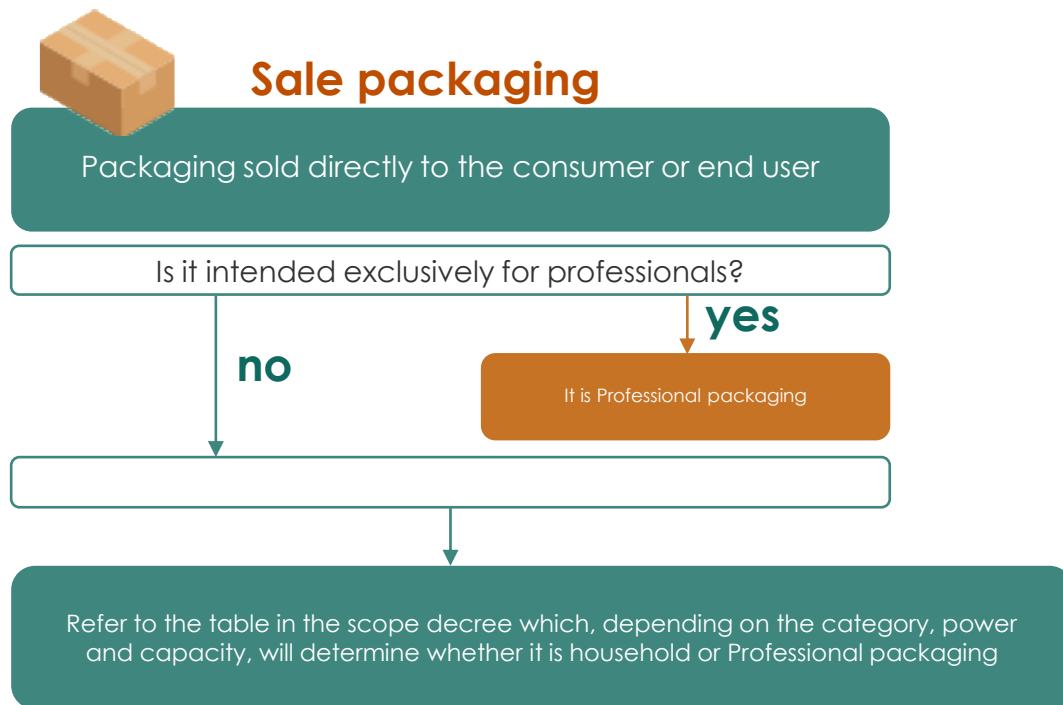 Sale packaging
Packaging sold directly to the consumer or end user
Is it intended exclusively for professionals?
yes
no
It is Professional packaging
Refer to the table in the scope decree which, depending on the category, power
and capacity, will determine whether it is household or Professional packaging